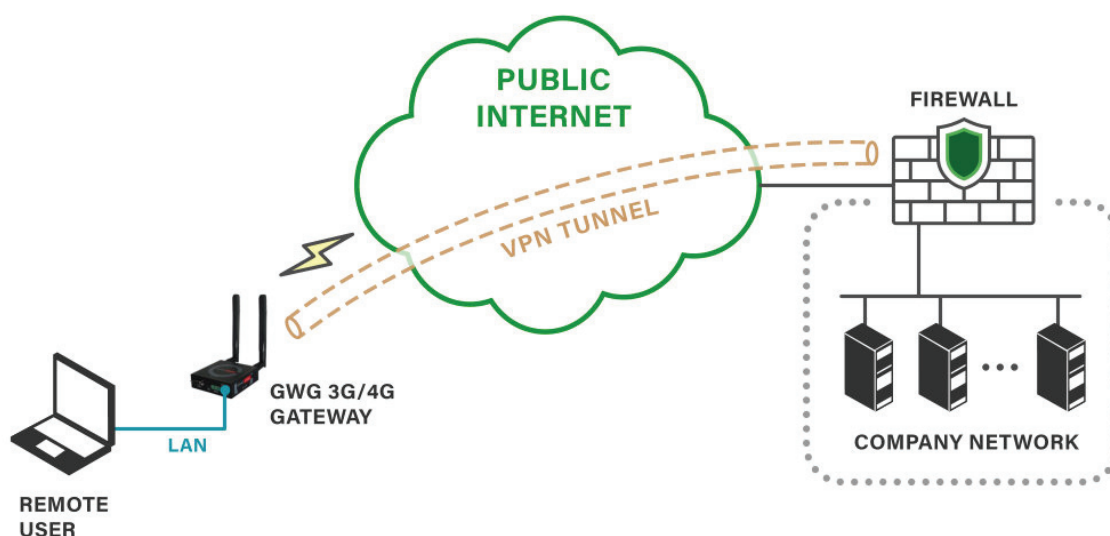 PUBLIC
INTERNET
FIREWALL
VPN TUNNEL
GWG 3G/4G
GATEWAY
LAN
COMPANY NETWORK
REMOTE
USER